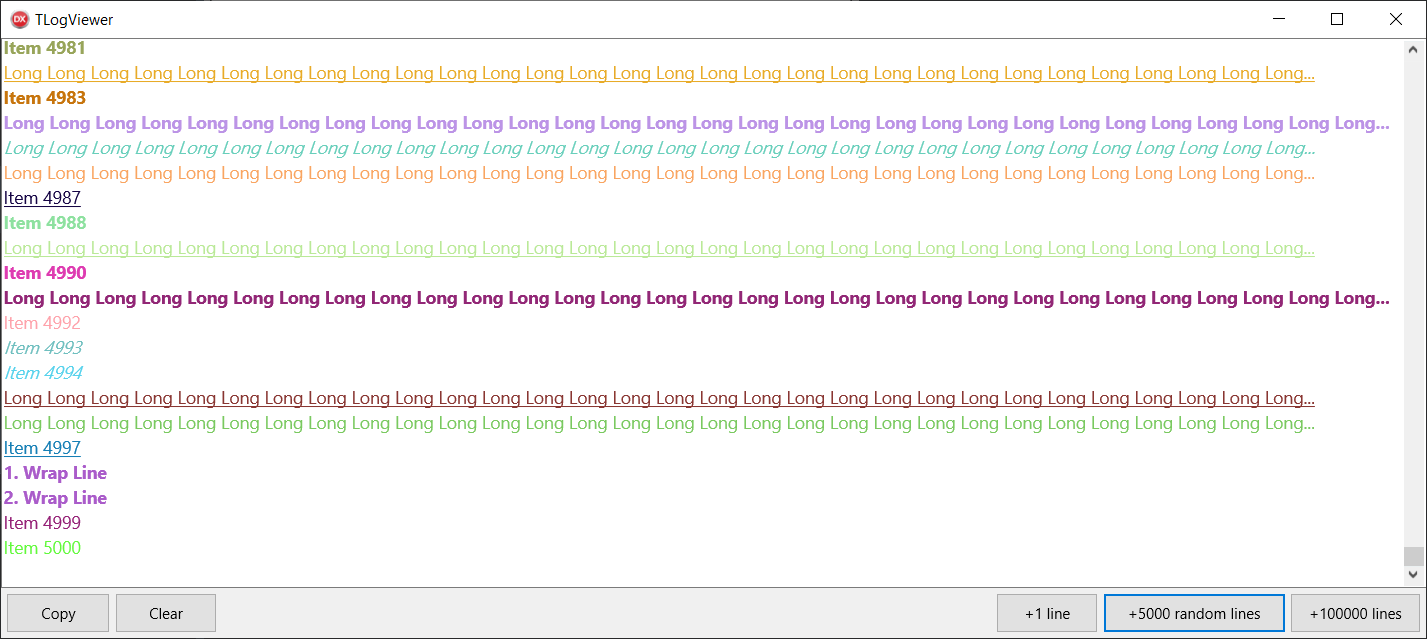 DX TLogViewer
Item 4981
Long Long Long Long Long Long Long Long Long Long Long Long Long Long Long Long Long Long Long Long Long Long Long Long Long Long Long Long Long Long...
Item 4983
Long Long Long Long Long Long Long Long Long Long Long Long Long Long Long Long Long Long Long Long Long Long Long Long Long Long Long Long Long Long...
Long Long Long Long Long Long Long Long Long Long Long Long Long Long Long Long Long Long Long Long Long Long Long Long Long Long Long Long Long Long...
Long Long Long Long Long Long Long Long Long Long Long Long Long Long Long Long Long Long Long Long Long Long Long Long Long Long Long Long Long Long...
Item 4987
Item 4988
Long Long Long Long Long Long Long Long Long Long Long Long Long Long Long Long Long Long Long Long Long Long Long Long Long Long Long Long Long Long...
Item 4990
Long Long Long Long Long Long Long Long Long Long Long Long Long Long Long Long Long Long Long Long Long Long Long Long Long Long Long Long Long Long...
Item 4992
Item 4993
Item 4994
Long Long Long Long Long Long Long Long Long Long Long Long Long Long Long Long Long Long Long Long Long Long Long Long Long Long Long Long Long Long...
Long Long Long Long Long Long Long Long Long Long Long Long Long Long Long Long Long Long Long Long Long Long Long Long Long Long Long Long Long Long...
Item 4997
1. Wrap Line
2. Wrap Line
Item 4999
Item 5000
Copy Clear +1 line +5000 random lines +100000 lines